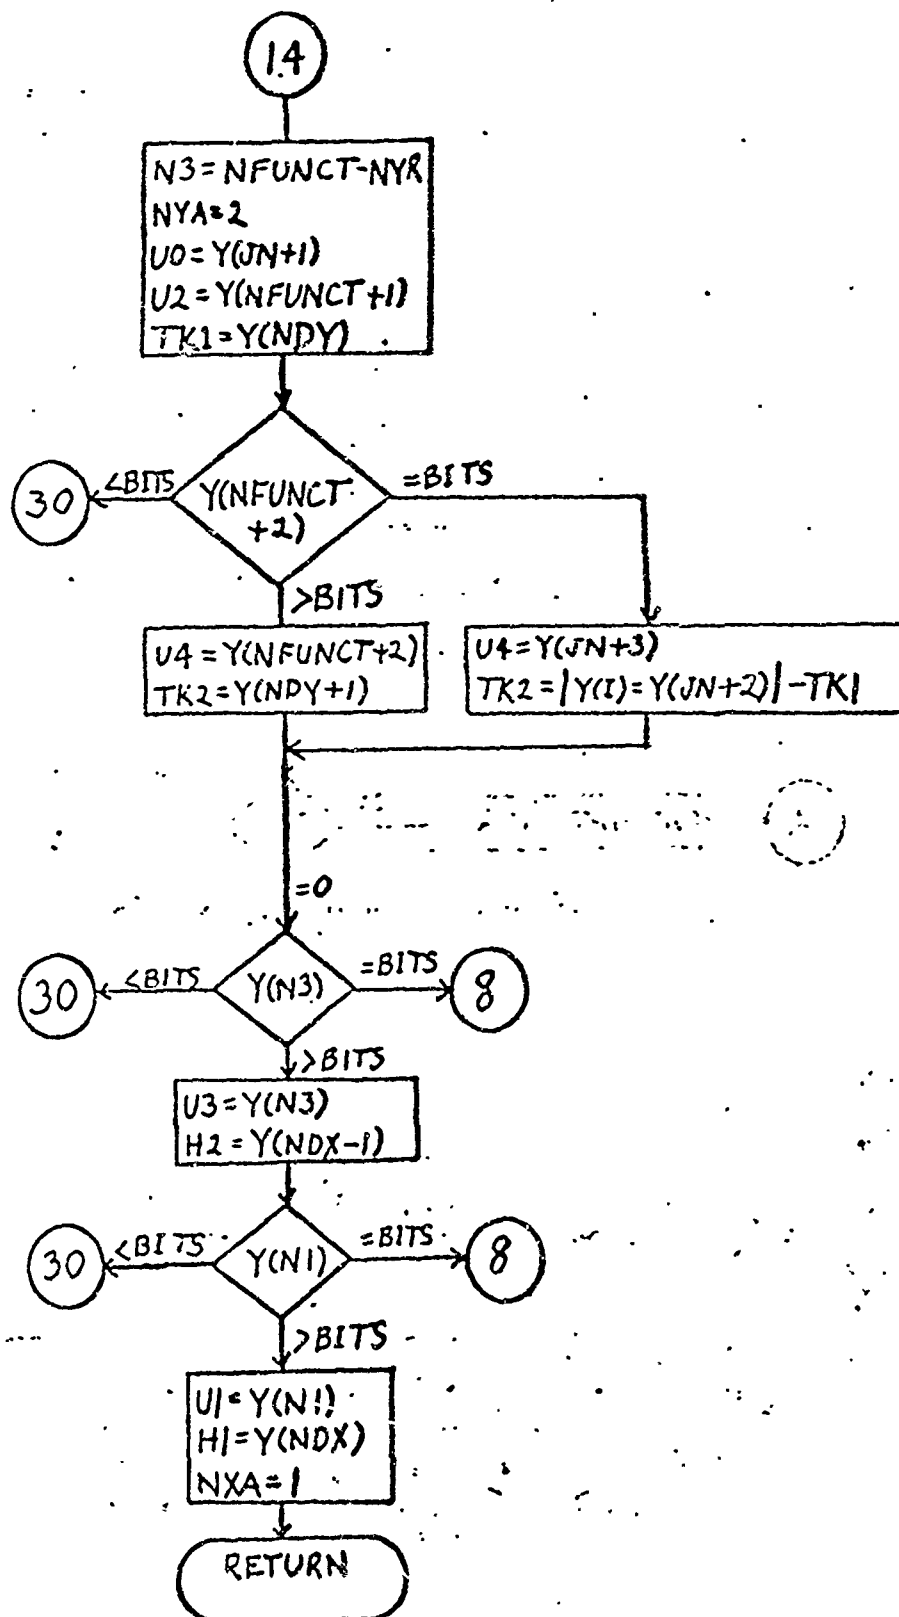 14
N3=NFUNCT-NYR
NYA=2
U0=Y(JN+1)
U2=Y(NFUNCT+1)
TK1=Y(NDY)
30
<BITS
Y(NFUNCT
+2)
=BITS
>BITS
U4=Y(NFUNCT+2)
TK2=Y(NDY+1)
U4=Y(JN+3)
TK2=|Y(I)=Y(JN+2)|-TK1
=0
30
<BITS
Y(N3)
=BITS
8
>BITS
U3=Y(N3)
H2=Y(NDX-1)
30
<BITS
Y(N1)
=BITS
8
>BITS
U1=Y(N1)
H1=Y(NDX)
NXA=1
RETURN